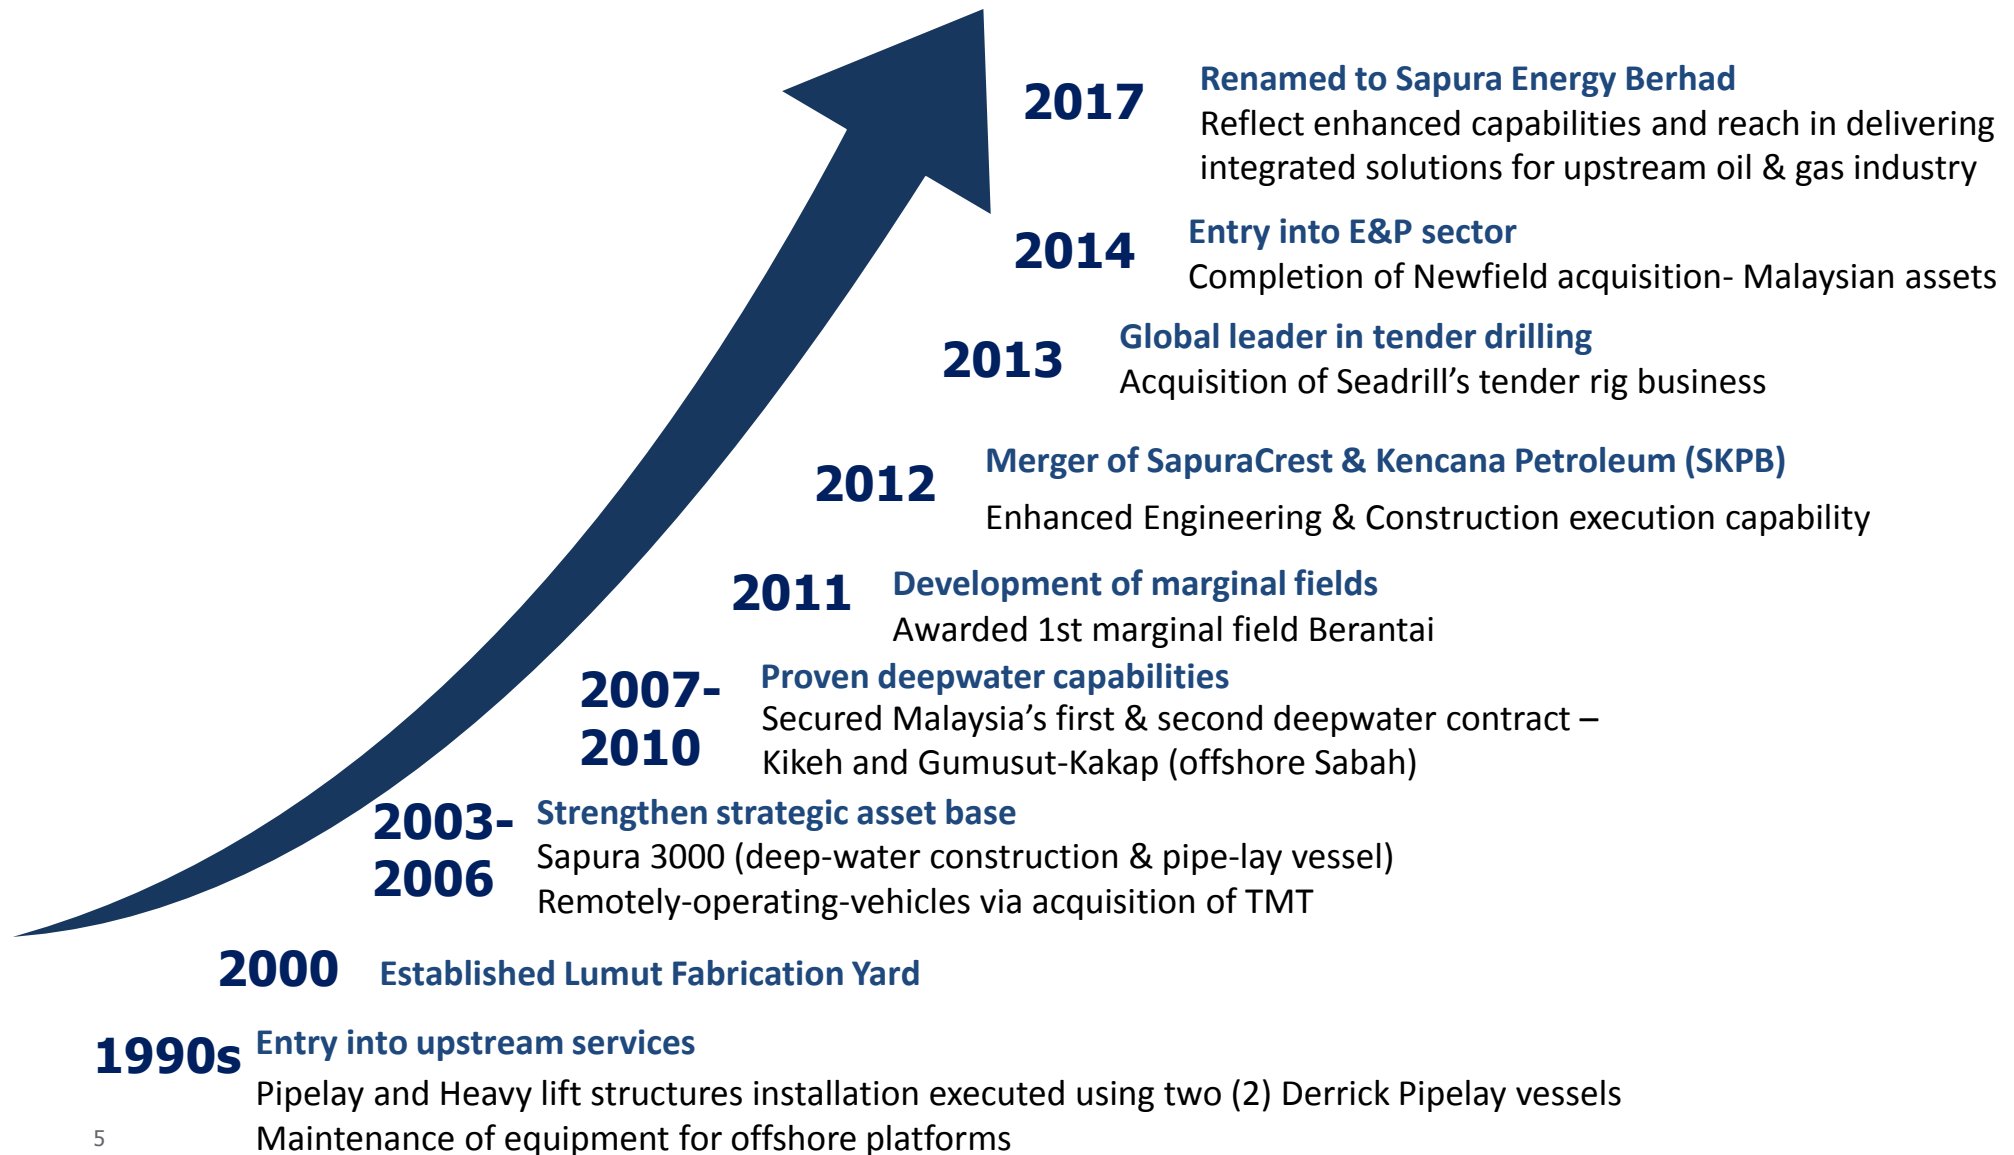 2017
Renamed to Sapura Energy Berhad
Reflect enhanced capabilities and reach in delivering
integrated solutions for upstream oil & gas industry
2014
Entry into E&P sector
Completion of Newfield acquisition- Malaysian assets
2013
Global leader in tender drilling
Acquisition of Seadrill’s tender rig business
2012
Merger of SapuraCrest & Kencana Petroleum (SKPB)
Enhanced Engineering & Construction execution capability
2011
Development of marginal fields
Awarded 1st marginal field Berantai
2007-
2010
Proven deepwater capabilities
Secured Malaysia’s first & second deepwater contract –
Kikeh and Gumusut-Kakap (offshore Sabah)
2003-
2006
Strengthen strategic asset base
Sapura 3000 (deep-water construction & pipe-lay vessel)
Remotely-operating-vehicles via acquisition of TMT
2000
Established Lumut Fabrication Yard
1990s
Entry into upstream services
Pipelay and Heavy lift structures installation executed using two (2) Derrick Pipelay vessels
Maintenance of equipment for offshore platforms
5